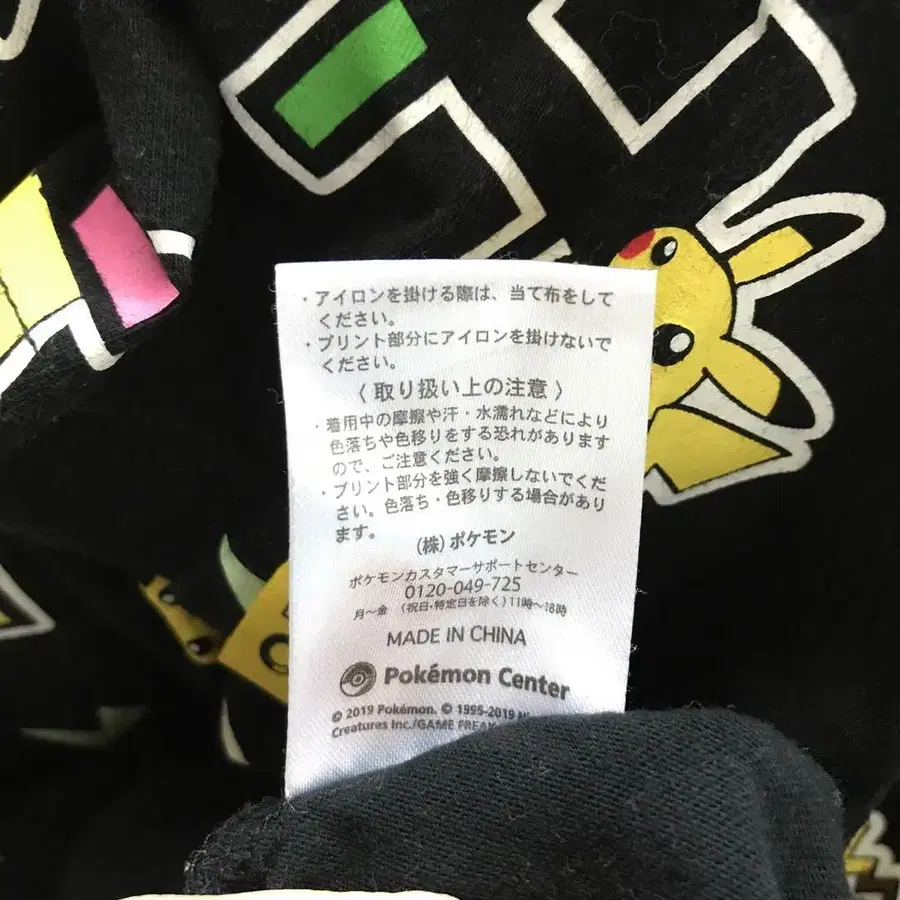 ・アイロンを掛ける際は、当て布をして
ください。
・プリント部分にアイロンを掛けないで
ください。
〈取り扱い上の注意〉
・着用中の摩擦や汗・水濡れなどにより
色落ちや色移りをする恐れがあります
ので、ご注意ください。
・プリント部分を強く摩擦しないでくだ
さい。色落ち・色移りする場合があり
ます。
(株)ポケモン
ポケモンカスタマーサポートセンター
0120-049-725
月〜金 (祝日・特定日を除く) 11時〜18時
MADE IN CHINA
Pokémon Center
© 2019 Pokémon. © 1995-2019
Creatures Inc./GAME FREAK